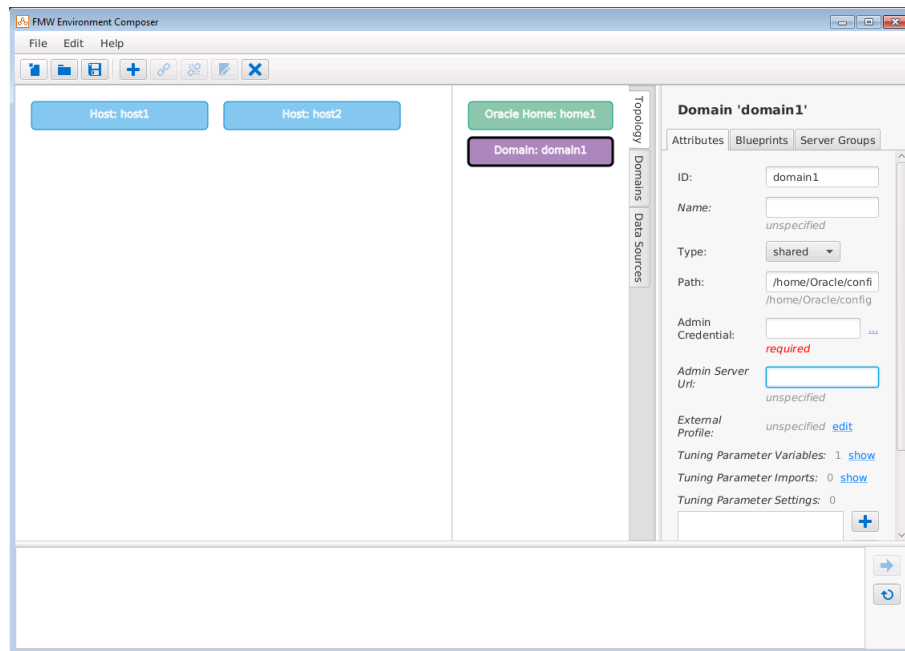 FMW Environment Composer
File Edit Help
Host: host1
Host: host2
Oracle Home: home1
Domain: domain1
Topology
Domains
Data Sources
Domain 'domain1'
Attributes Blueprints Server Groups
ID: domain1
Name:
unspecified
Type: shared
Path: /home/Oracle/confi
/home/Oracle/config
Admin
Credential: ...
required
Admin Server
Url:
unspecified
External
Profile: unspecified edit
Tuning Parameter Variables: 1 show
Tuning Parameter Imports: 0 show
Tuning Parameter Settings: 0